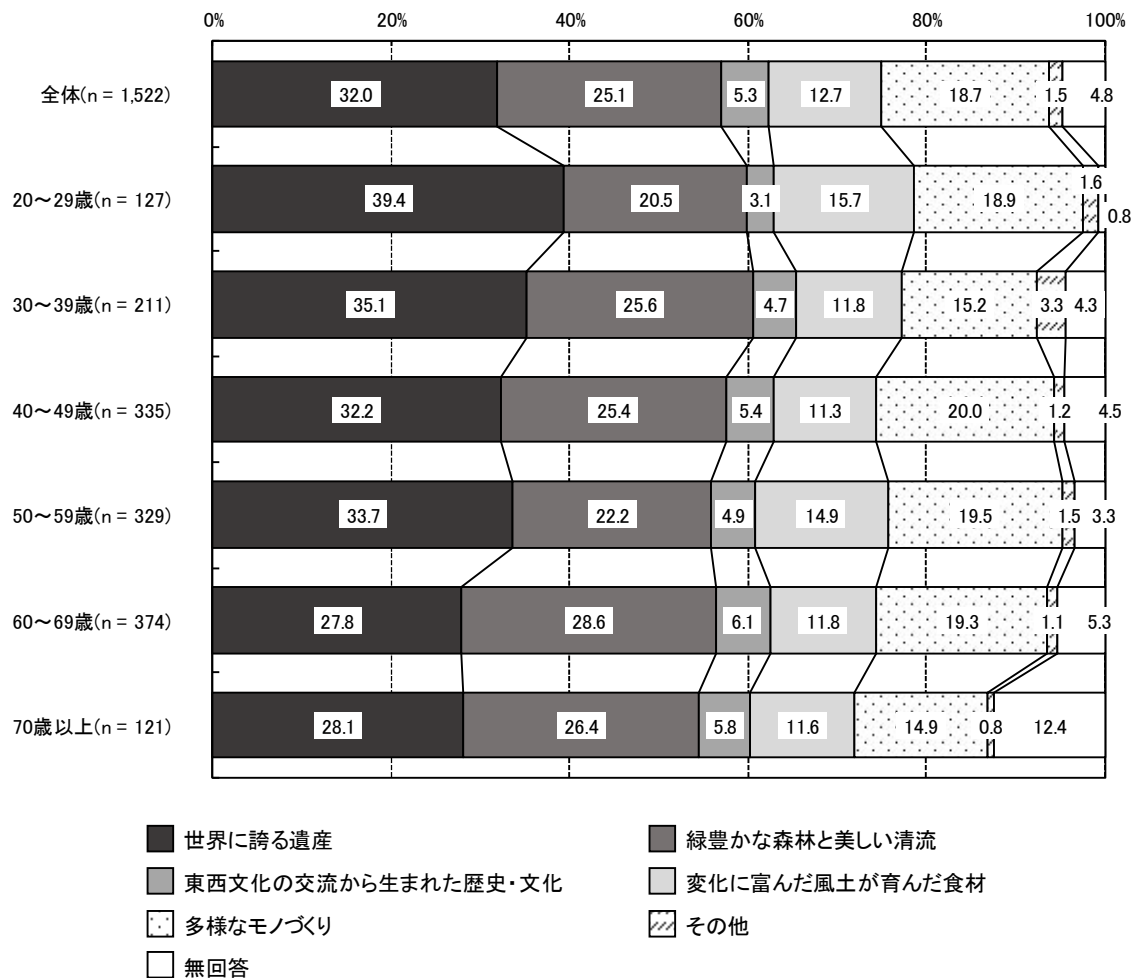 0% 20% 40% 60% 80% 100%
全体(n = 1,522) 32.0 25.1 5.3 12.7 18.7 1.5 4.8
20～29歳(n = 127) 39.4 20.5 3.1 15.7 18.9 1.6 0.8
30～39歳(n = 211) 35.1 25.6 4.7 11.8 15.2 3.3 4.3
40～49歳(n = 335) 32.2 25.4 5.4 11.3 20.0 1.2 4.5
50～59歳(n = 329) 33.7 22.2 4.9 14.9 19.5 1.5 3.3
60～69歳(n = 374) 27.8 28.6 6.1 11.8 19.3 1.1 5.3
70歳以上(n = 121) 28.1 26.4 5.8 11.6 14.9 0.8 12.4
世界に誇る遺産 緑豊かな森林と美しい清流
東西文化の交流から生まれた歴史・文化 変化に富んだ風土が育んだ食材
多様なモノづくり その他
無回答